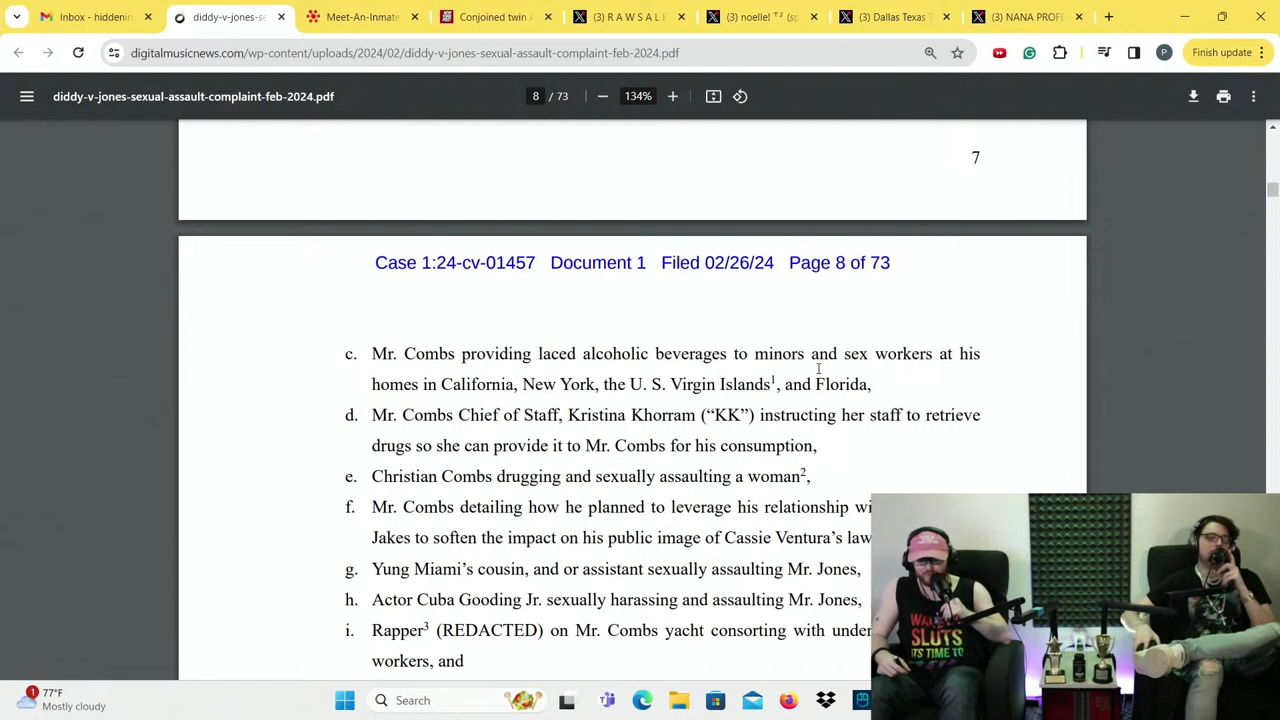 Inbox - hiddenin
diddy-v-jones-se
Meet-An-Inmate
Conjoined twin
(3) R A W S A L E
(3) noelle! ᵀ⁷ (sp
(3) Dallas Texas T
(3) NANA PROFE
digitalmusicnews.com/wp-content/uploads/2024/02/diddy-v-jones-sexual-assault-complaint-feb-2024.pdf
P
Finish update
diddy-v-jones-sexual-assault-complaint-feb-2024.pdf
8 / 73
134%
7
Case 1:24-cv-01457 Document 1 Filed 02/26/24 Page 8 of 73
c. Mr. Combs providing laced alcoholic beverages to minors and sex workers at his
homes in California, New York, the U. S. Virgin Islands¹, and Florida,
d. Mr. Combs Chief of Staff, Kristina Khorram (“KK”) instructing her staff to retrieve
drugs so she can provide it to Mr. Combs for his consumption,
e. Christian Combs drugging and sexually assaulting a woman²,
f. Mr. Combs detailing how he planned to leverage his relationship wi
Jakes to soften the impact on his public image of Cassie Ventura’s law
g. Yung Miami’s cousin, and or assistant sexually assaulting Mr. Jones,
h. Actor Cuba Gooding Jr. sexually harassing and assaulting Mr. Jones,
i. Rapper³ (REDACTED) on Mr. Combs yacht consorting with under
workers, and
SLUTS
ITS TIME TO
1
77°F
Mostly cloudy
Search